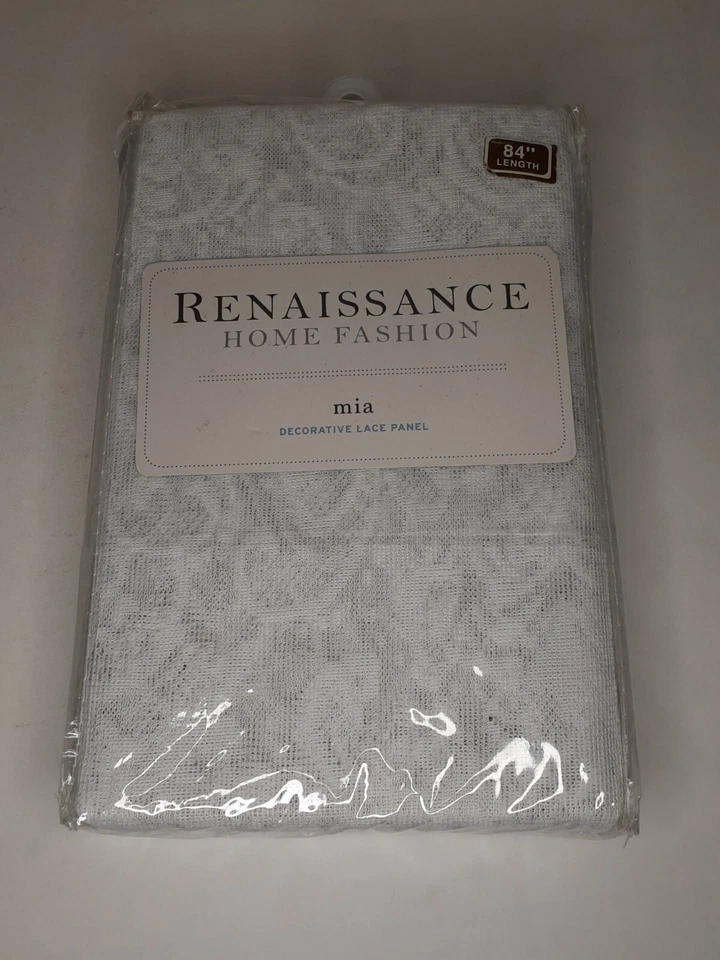 84"
LENGTH
RENAISSANCE
HOME FASHION
mia
DECORATIVE LACE PANEL